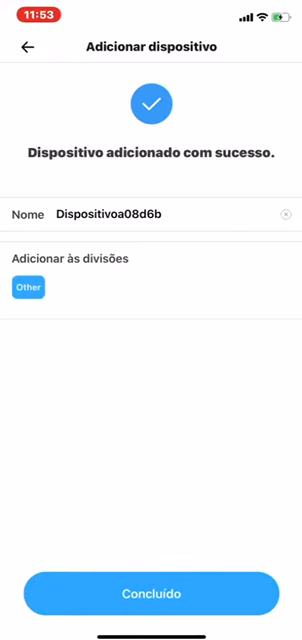 11:53
Adicionar dispositivo
Dispositivo adicionado com sucesso.
Nome Dispositivoa08d6b
Adicionar às divisões
Other
Concluído